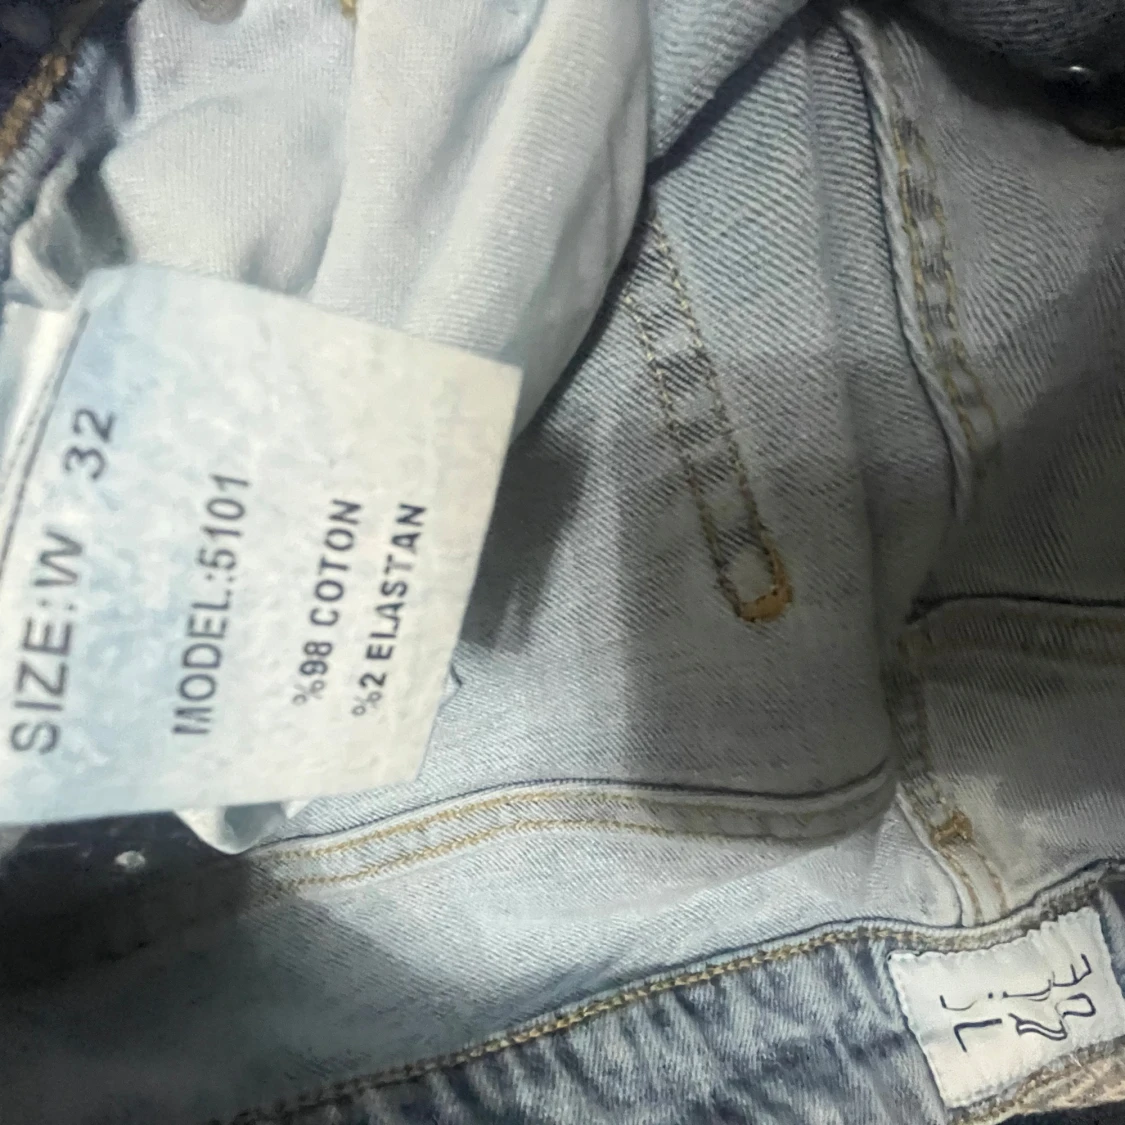 SIZE:W 32
MODEL:5101
%98 COTON
%2 ELASTAN